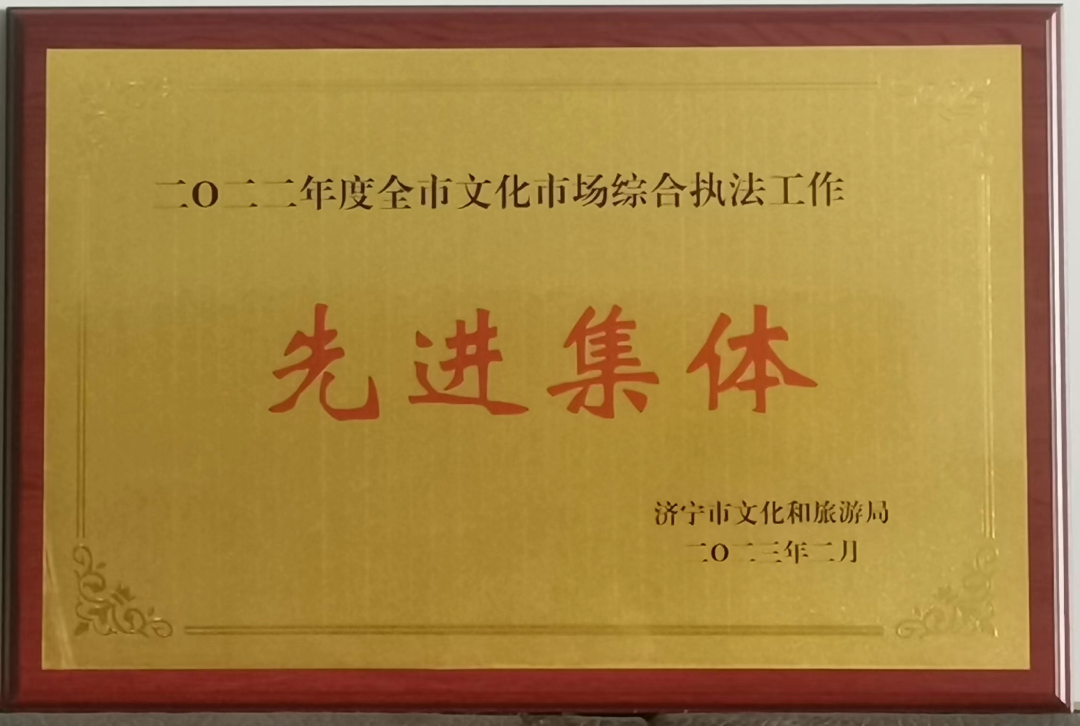 二〇二二年度全市文化市场综合执法工作
先进集体
济宁市文化和旅游局
二〇二三年二月